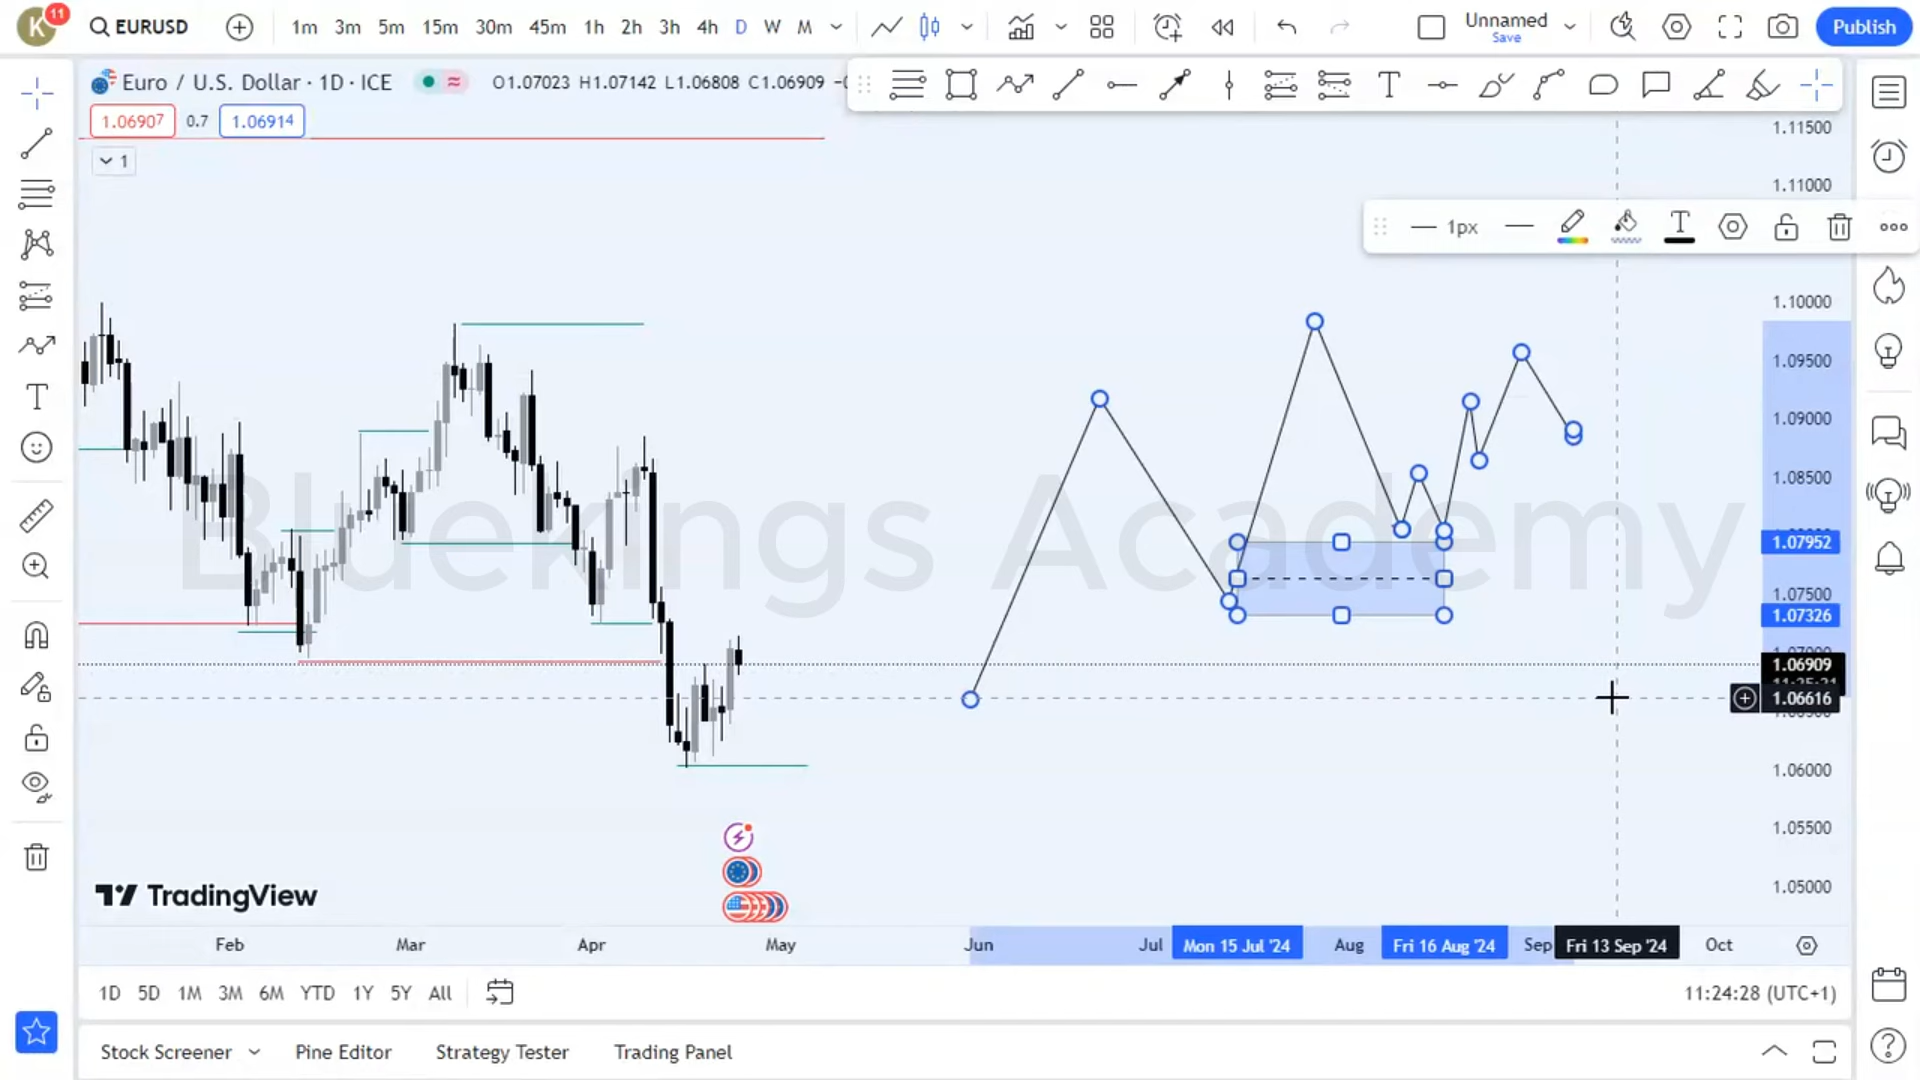 K 11 EURUSD 1m 3m 5m 15m 30m 45m 1h 2h 3h 4h D W M Unnamed Save Publish
Euro / U.S. Dollar · 1D · ICE O1.07023 H1.07142 L1.06808 C1.06909
1.06907 0.7 1.06914
1
1px
1.11500
1.11000
1.10000
1.09500
1.09000
1.08500
1.07952
1.07500
1.07326
1.06909
1.06616
1.06000
1.05500
1.05000
Bluekings Academy
TradingView
Feb Mar Apr May Jun Jul Mon 15 Jul '24 Aug Fri 16 Aug '24 Sep Fri 13 Sep '24 Oct
1D 5D 1M 3M 6M YTD 1Y 5Y All 11:24:28 (UTC+1)
Stock Screener Pine Editor Strategy Tester Trading Panel